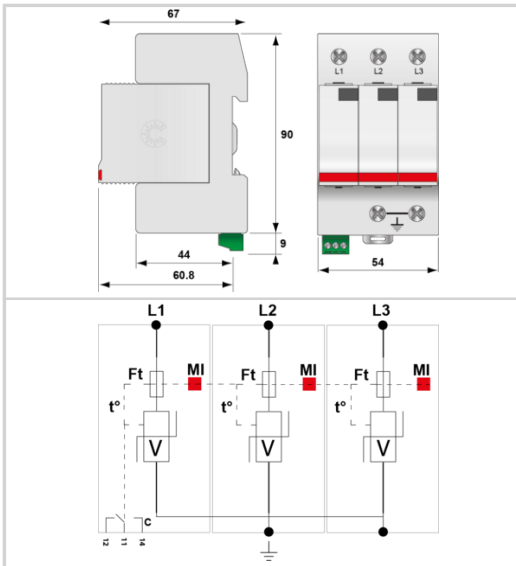 67
L1 L2 L3
90
9
44
54
60.8
L1 L2 L3
Ft MI Ft MI Ft MI
t° t° t°
V V V
C
12 11 14